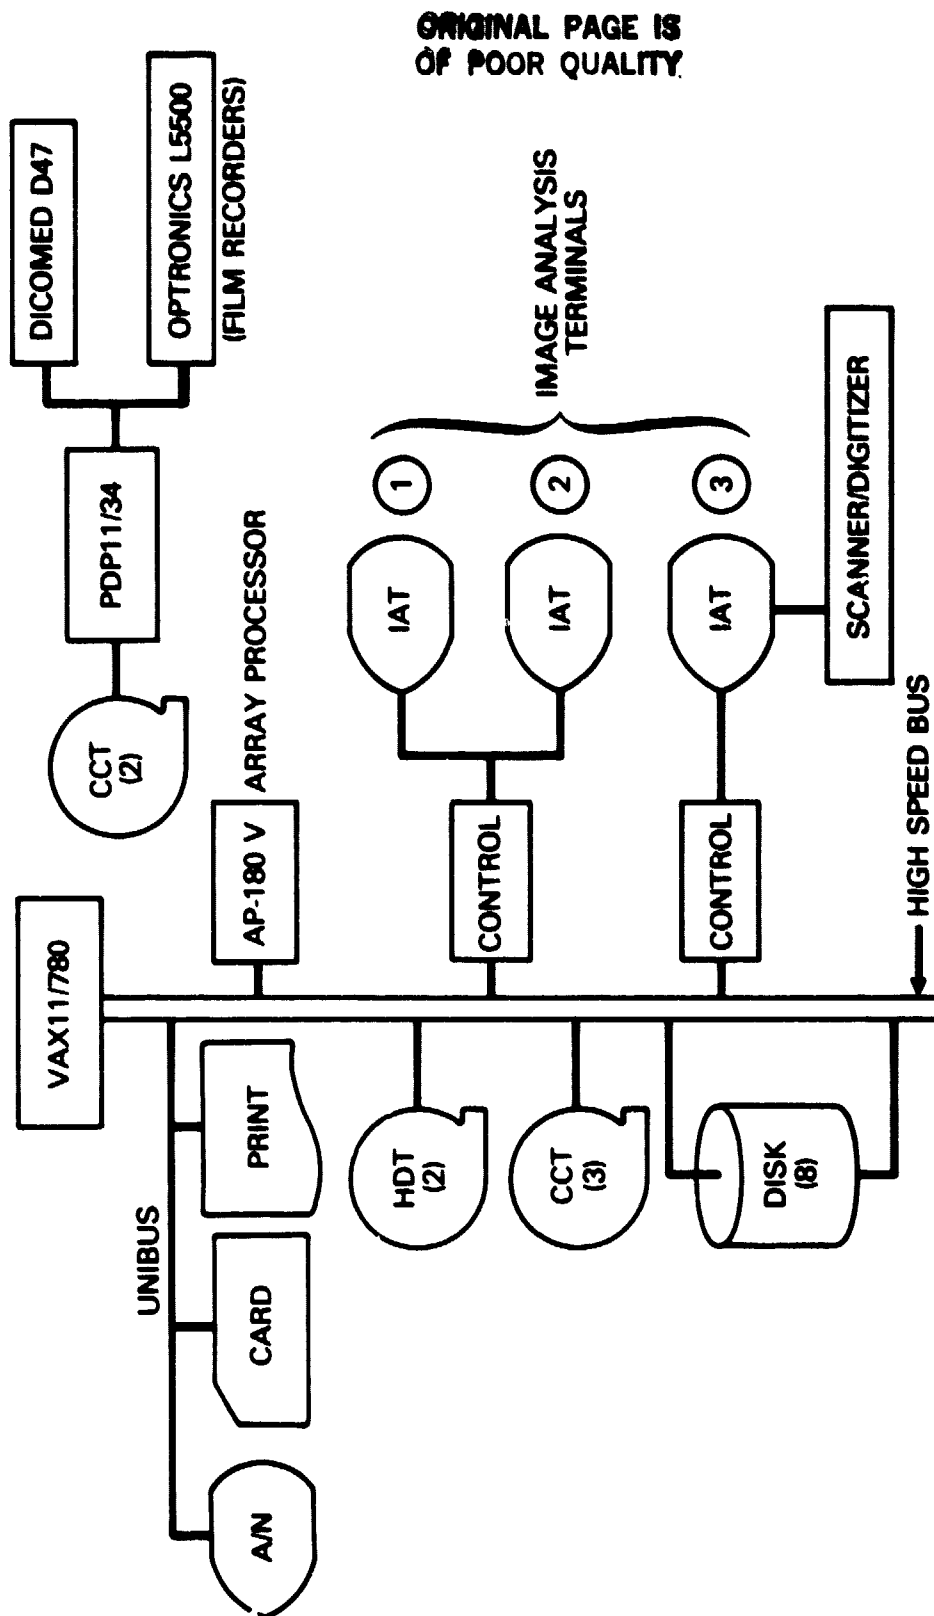 ORIGINAL PAGE IS
OF POOR QUALITY
DICOMED D47
OPTRONICS L5500
(FILM RECORDERS)
PDP11/34
CCT
(2)
VAX11/780
AP-180 V
ARRAY PROCESSOR
UNIBUS
A/N
CARD
PRINT
HDT
(2)
CCT
(3)
DISK
(8)
CONTROL
CONTROL
IAT
1
IAT
2
IAT
3
IMAGE ANALYSIS
TERMINALS
SCANNER/DIGITIZER
HIGH SPEED BUS